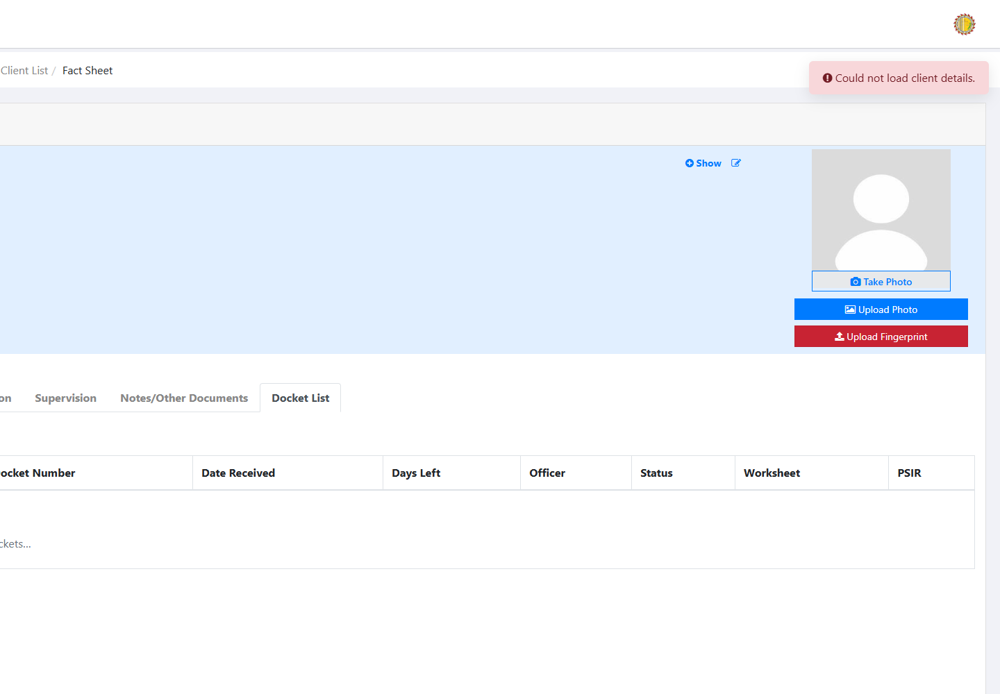 Client List / Fact Sheet
Could not load client details.
Show
Take Photo
Upload Photo
Upload Fingerprint
on Supervision Notes/Other Documents Docket List
ocket Number Date Received Days Left Officer Status Worksheet PSIR
ckets...